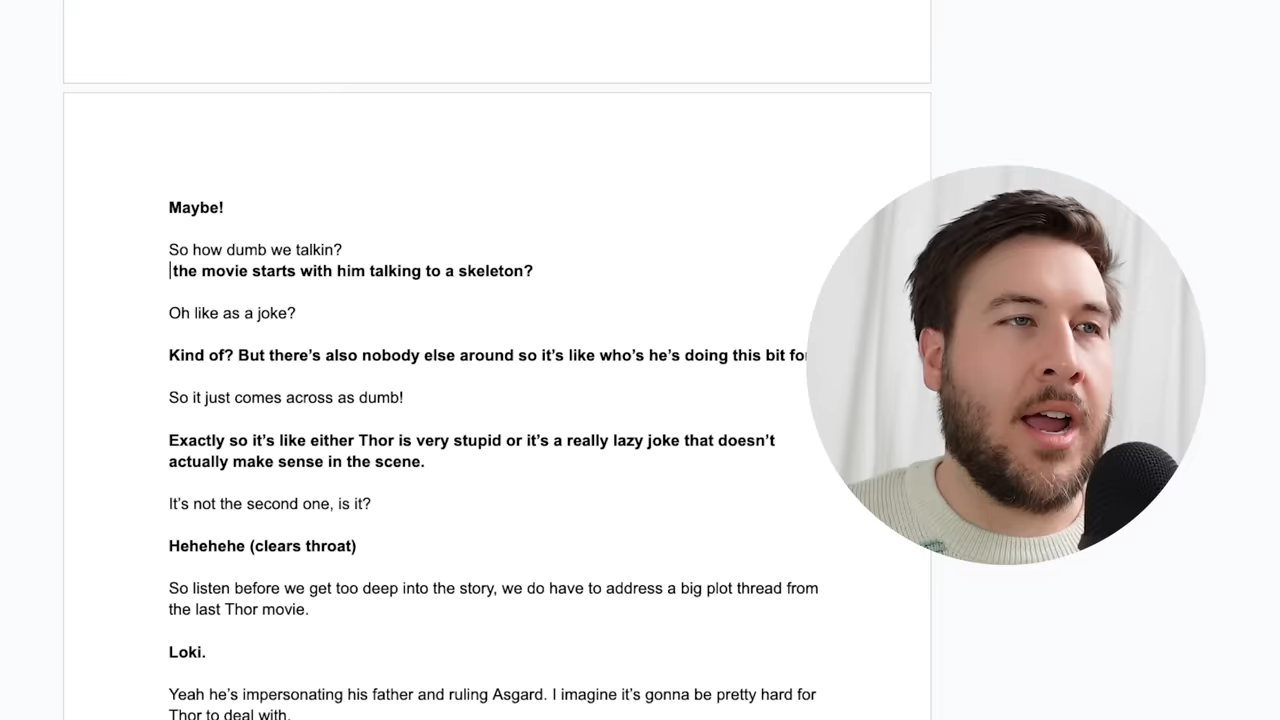 Maybe!
So how dumb we talkin?
the movie starts with him talking to a skeleton?
Oh like as a joke?
Kind of? But there’s also nobody else around so it’s like who’s he’s doing this bit for
So it just comes across as dumb!
Exactly so it’s like either Thor is very stupid or it’s a really lazy joke that doesn’t
actually make sense in the scene.
It’s not the second one, is it?
Hehehehe (clears throat)
So listen before we get too deep into the story, we do have to address a big plot thread from
the last Thor movie.
Loki.
Yeah he’s impersonating his father and ruling Asgard. I imagine it’s gonna be pretty hard for
Thor to deal with.